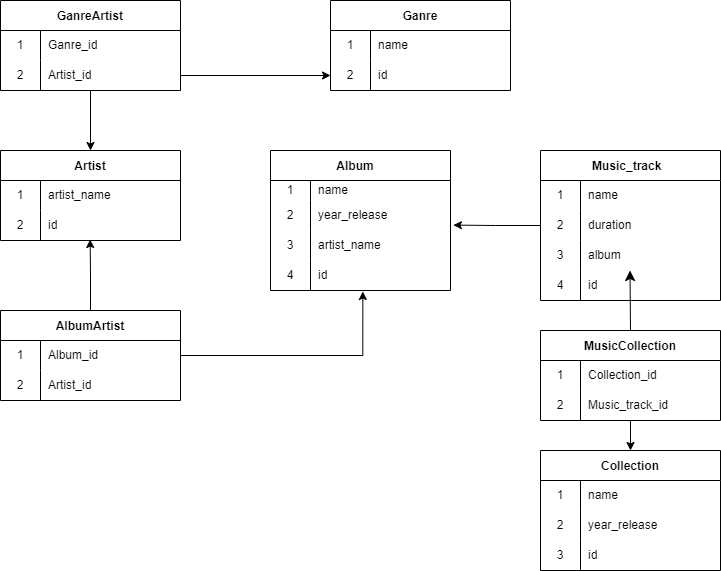 GanreArtist
1 Ganre_id
2 Artist_id
Ganre
1 name
2 id
Artist
1 artist_name
2 id
Album
1 name
2 year_release
3 artist_name
4 id
Music_track
1 name
2 duration
3 album
4 id
AlbumArtist
1 Album_id
2 Artist_id
MusicCollection
1 Collection_id
2 Music_track_id
Collection
1 name
2 year_release
3 id